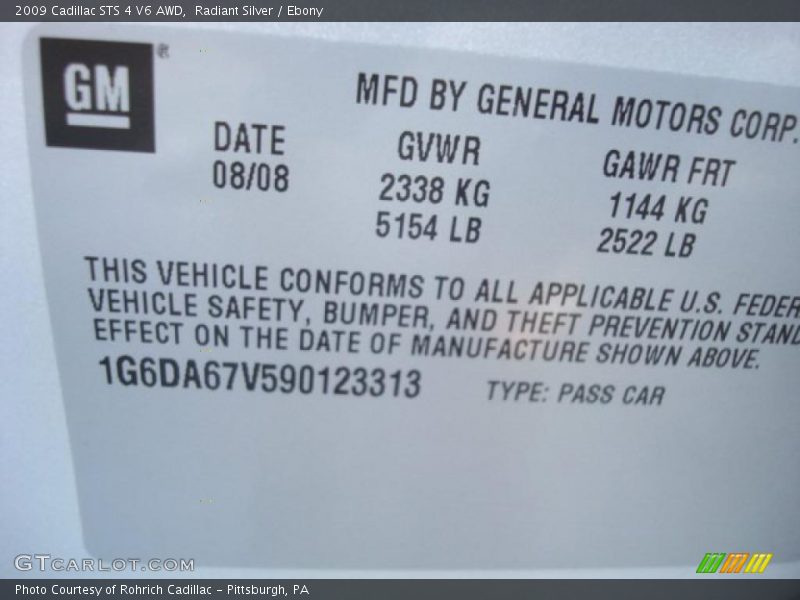 2009 Cadillac STS 4 V6 AWD,  Radiant Silver / Ebony
GM ®
MFD BY GENERAL MOTORS CORP.
DATE GVWR GAWR FRT
08/08 2338 KG 1144 KG
5154 LB 2522 LB
THIS VEHICLE CONFORMS TO ALL APPLICABLE U.S. FEDER
VEHICLE SAFETY, BUMPER, AND THEFT PREVENTION STAND
EFFECT ON THE DATE OF MANUFACTURE SHOWN ABOVE.
1G6DA67V590123313 TYPE: PASS CAR
GTCARLOT.COM
Photo Courtesy of Rohrich Cadillac - Pittsburgh, PA